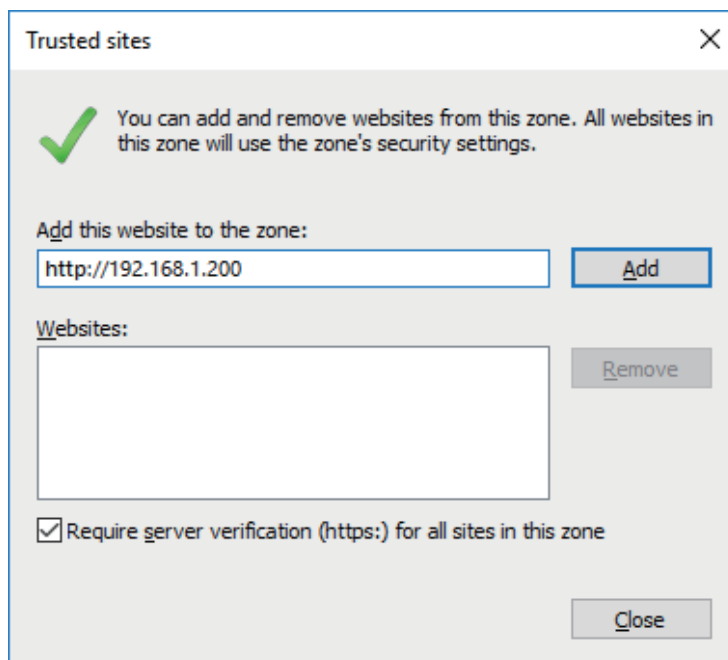 Trusted sites
You can add and remove websites from this zone. All websites in
this zone will use the zone's security settings.
Add this website to the zone:
http://192.168.1.200
Add
Websites:
Remove
Require server verification (https:) for all sites in this zone
Close